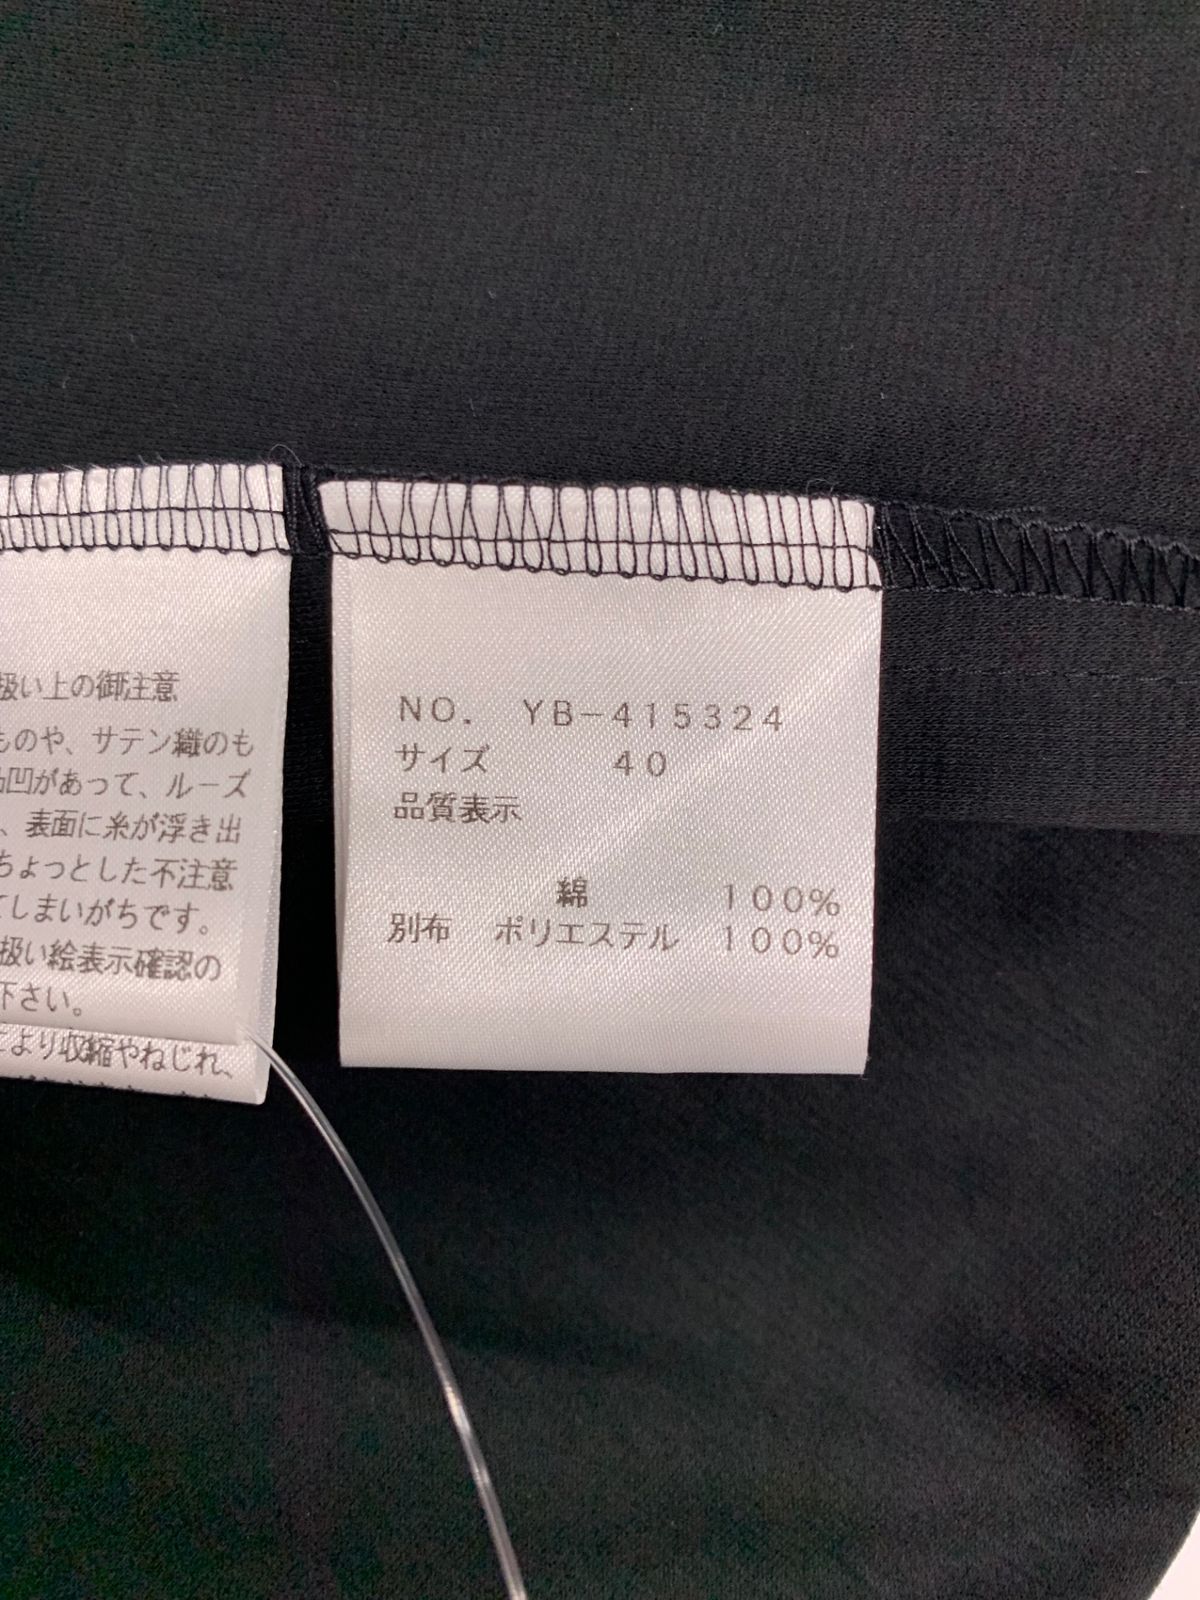 扱い上の御注意
ものや、サテン織のも
凸凹があって、ルーズ
、表面に糸が浮き出
ちょっとした不注意
てしまいがちです。
扱い絵表示確認の
下さい。
により収縮やねじれ、
NO. YB-415324
サイズ 40
品質表示
綿 100%
別布 ポリエステル 100%